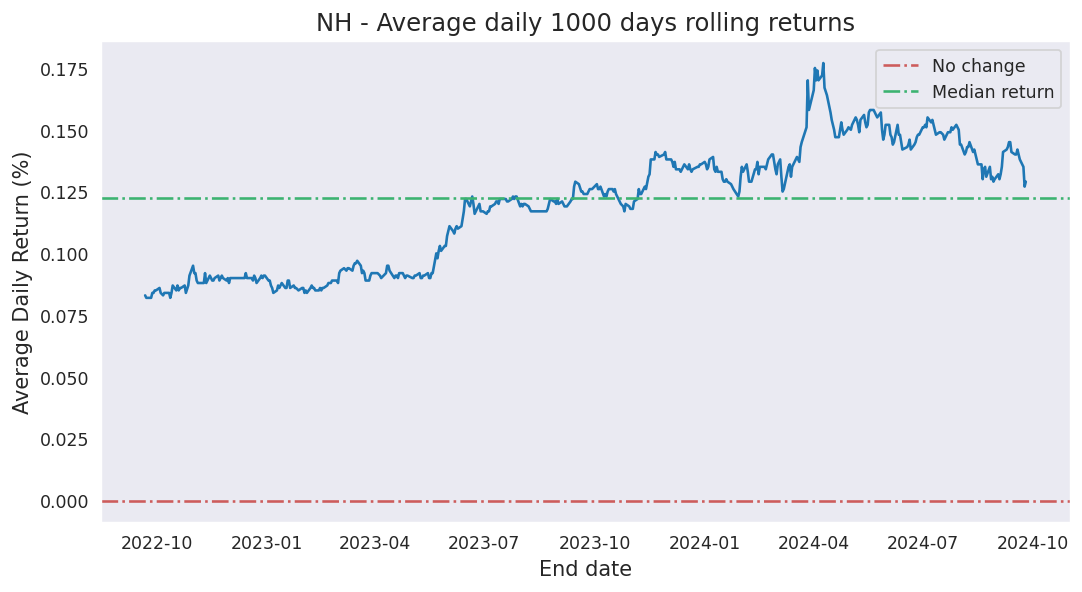 NH - Average daily 1000 days rolling returns
No change
Median return
Average Daily Return (%)
0.175
0.150
0.125
0.100
0.075
0.050
0.025
0.000
2022-10 2023-01 2023-04 2023-07 2023-10 2024-01 2024-04 2024-07 2024-10
End date